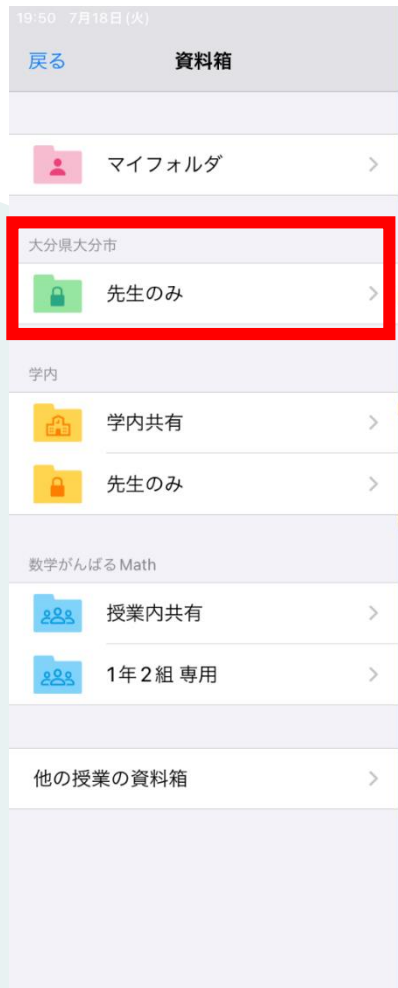 19:50 7月18日(火)
戻る 資料箱
マイフォルダ
大分県大分市
先生のみ
学内
学内共有
先生のみ
数学がんばるMath
授業内共有
1年2組 専用
他の授業の資料箱